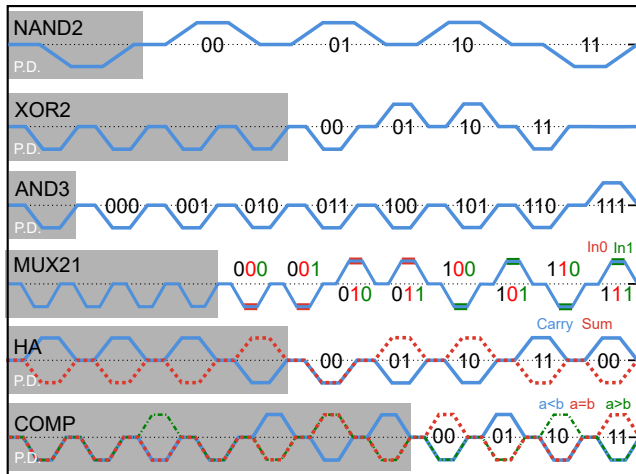 NAND2
00 01 10 11
P.D.
XOR2
00 01 10 11
P.D.
AND3
000 001 010 011 100 101 110 111
P.D.
In0 In1
000 001 100 110
MUX21
010 011 101 111
P.D.
Carry Sum
HA
00 01 10 11 00
P.D.
a<b a=b a>b
COMP
00 01 10 11
P.D.